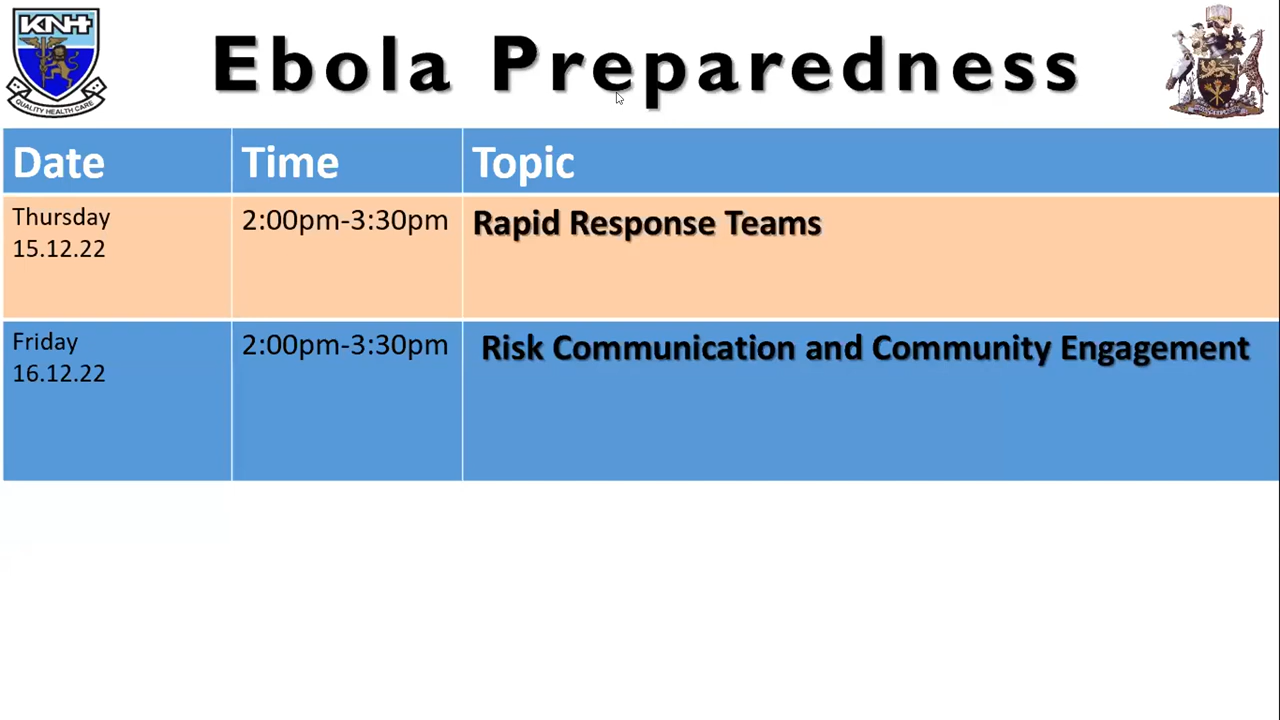 KNH
QUALITY HEALTH CARE
Ebola Preparedness
Date Time Topic
Thursday 2:00pm-3:30pm Rapid Response Teams
15.12.22
Friday 2:00pm-3:30pm Risk Communication and Community Engagement
16.12.22